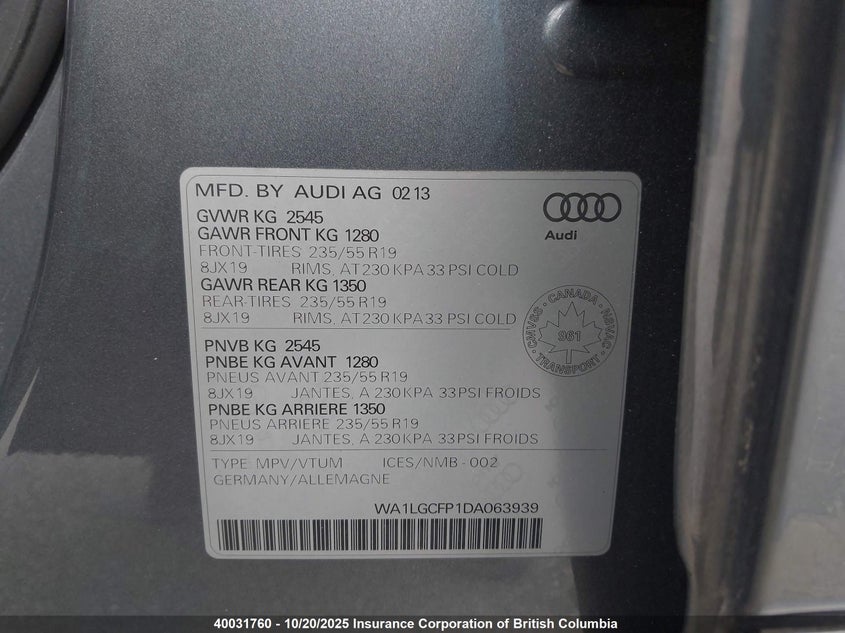 MFD. BY AUDI AG 02 13
GVWR KG 2545
GAWR FRONT KG 1280
FRONT-TIRES 235/55 R19
8JX19 RIMS, AT 230 KPA 33 PSI COLD
GAWR REAR KG 1350
REAR-TIRES 235/55 R19
8JX19 RIMS, AT 230 KPA 33 PSI COLD
Audi
CANADA
CMVSS NSVAC
961
TRANSPORT
PNVB KG 2545
PNBE KG AVANT 1280
PNEUS AVANT 235/55 R19
8JX19 JANTES, A 230 KPA 33 PSI FROIDS
PNBE KG ARRIERE 1350
PNEUS ARRIERE 235/55 R19
8JX19 JANTES, A 230 KPA 33 PSI FROIDS
TYPE MPV/VTUM ICES/NMB - 002
GERMANY/ALLEMAGNE
WA1LGCFP1DA063939
40031760 - 10/20/2025 Insurance Corporation of British Columbia